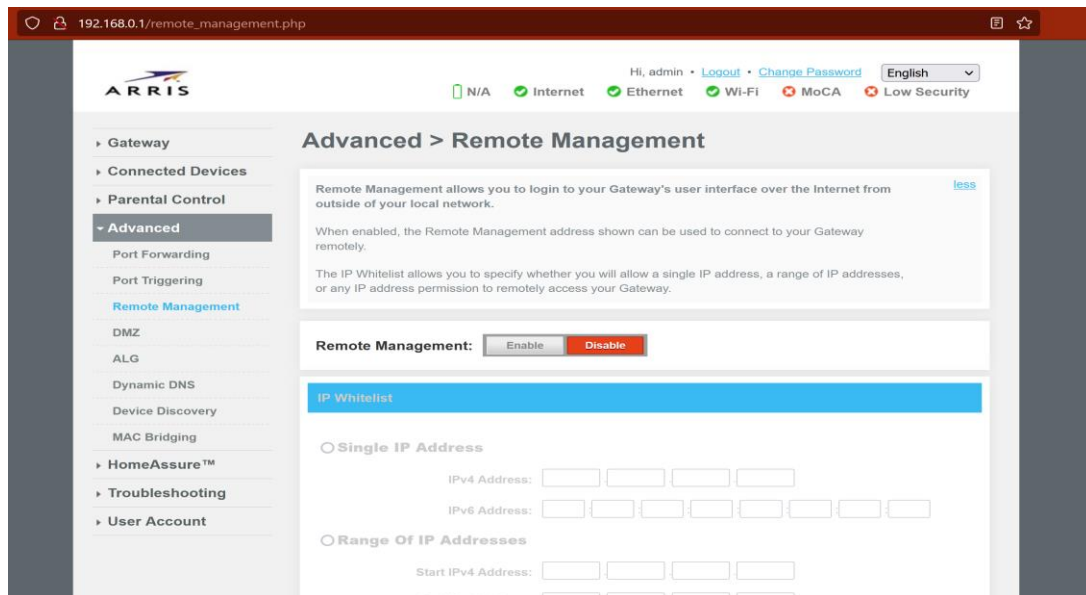 192.168.0.1/remote_management.php
ARRIS
Hi, admin • Logout • Change Password English
N/A Internet Ethernet Wi-Fi MoCA Low Security
Gateway
Connected Devices
Parental Control
Advanced
Port Forwarding
Port Triggering
Remote Management
DMZ
ALG
Dynamic DNS
Device Discovery
MAC Bridging
HomeAssure™
Troubleshooting
User Account
Advanced > Remote Management
Remote Management allows you to login to your Gateway's user interface over the Internet from
outside of your local network.
less
When enabled, the Remote Management address shown can be used to connect to your Gateway
remotely.
The IP Whitelist allows you to specify whether you will allow a single IP address, a range of IP addresses,
or any IP address permission to remotely access your Gateway.
Remote Management: Enable Disable
IP Whitelist
Single IP Address
IPv4 Address:
IPv6 Address:
Range Of IP Addresses
Start IPv4 Address: